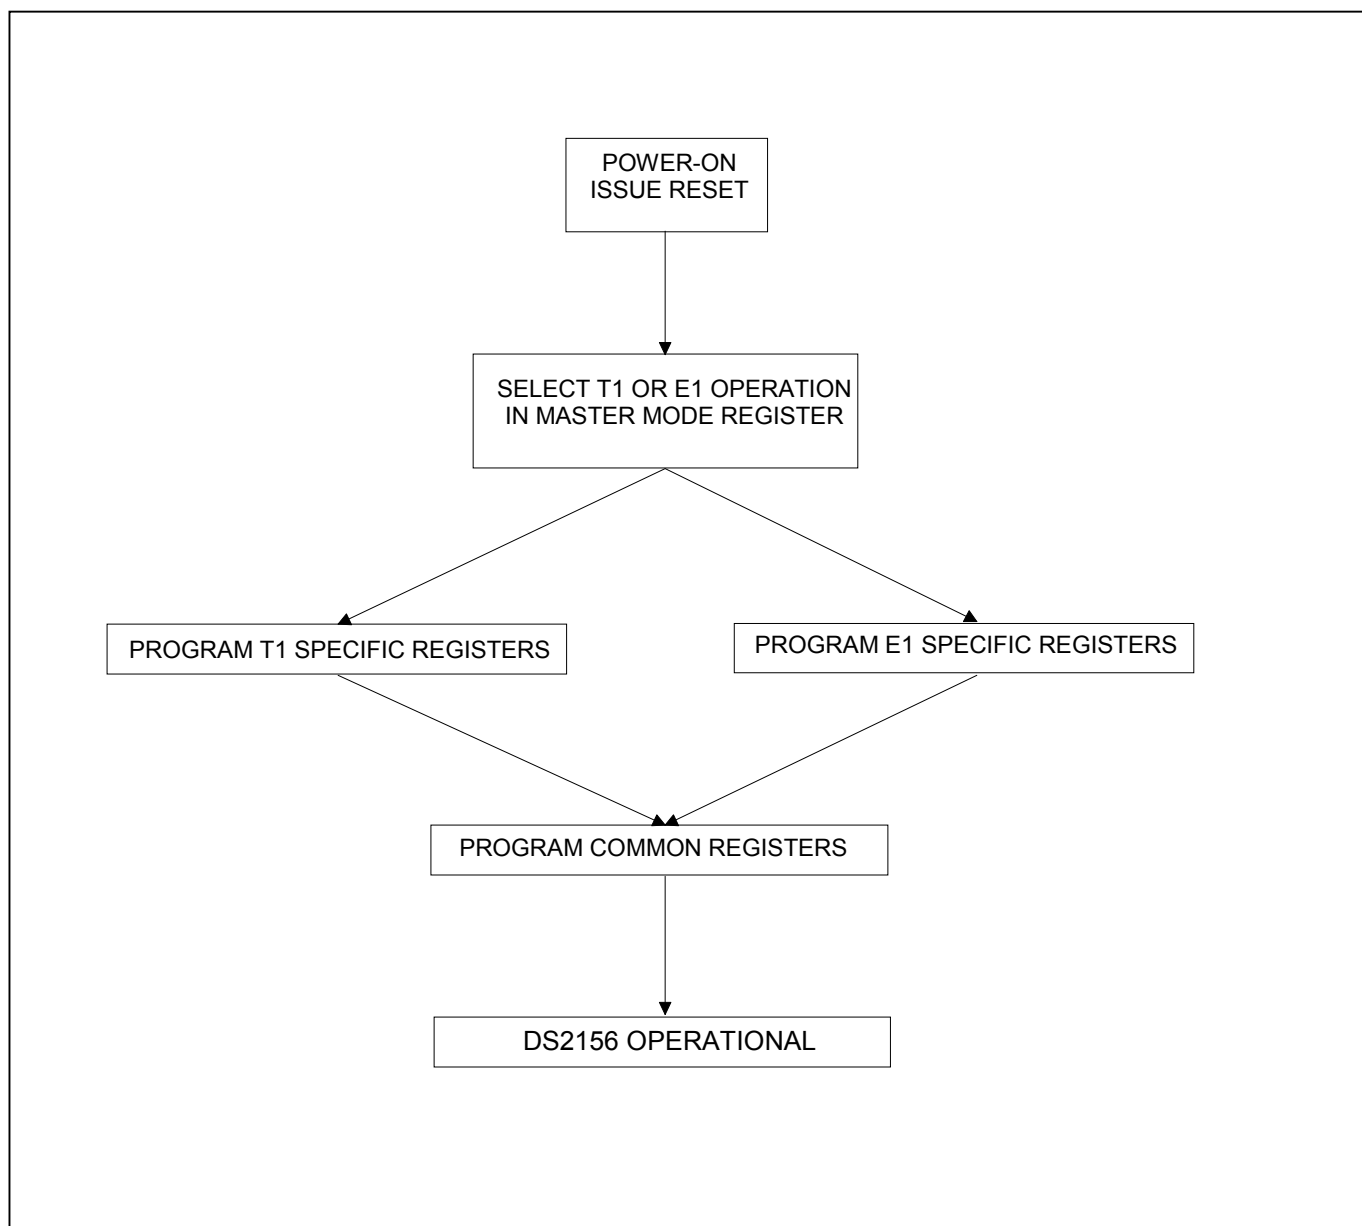 POWER-ON
ISSUE RESET
SELECT T1 OR E1 OPERATION
IN MASTER MODE REGISTER
PROGRAM T1 SPECIFIC REGISTERS
PROGRAM E1 SPECIFIC REGISTERS
PROGRAM COMMON REGISTERS
DS2156 OPERATIONAL